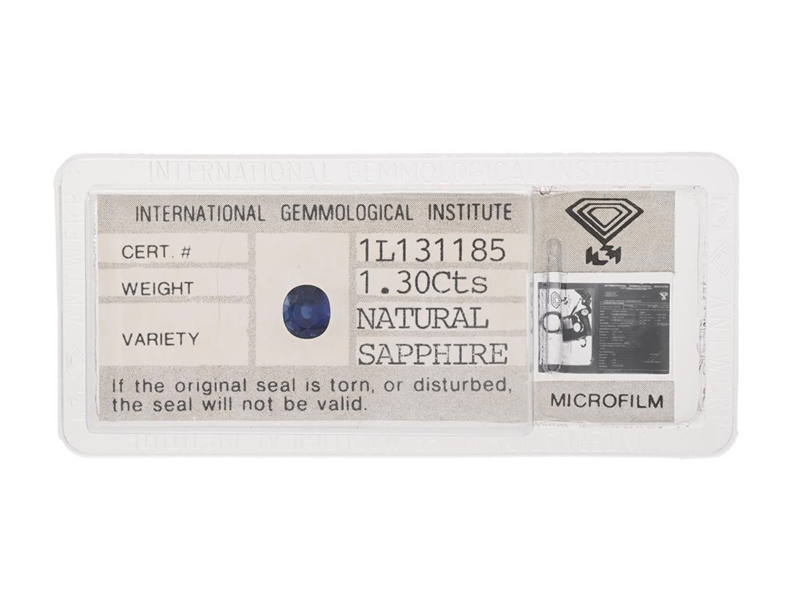 INTERNATIONAL GEMMOLOGICAL INSTITUTE
INTERNATIONAL GEMMOLOGICAL INSTITUTE
CERT. # 1L131185
WEIGHT 1.30Cts
VARIETY NATURAL
SAPPHIRE
If the original seal is torn, or disturbed,
the seal will not be valid.
MICROFILM